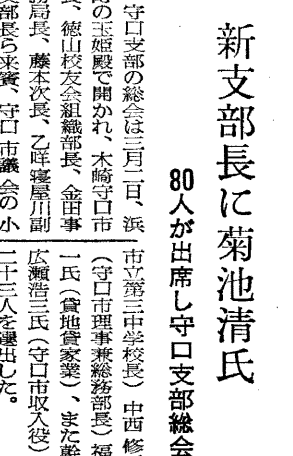 新支部長に菊池清氏
80人が出席し守口支部総会
守口支部の総会は三月二日、浜
町の玉姫殿で開かれ、木崎守口市
長、徳山校友会組織部長、金田事
務局長、藤本次長、乙咩寝屋川副
支部長ら来賓、守口市議会の小
市立第三中学校長)中西 修
(守口市理事兼総務部長)福
一氏(貸地貸家業)、また幹
広瀬浩三氏(守口市収入役)
二十三人を選出した。